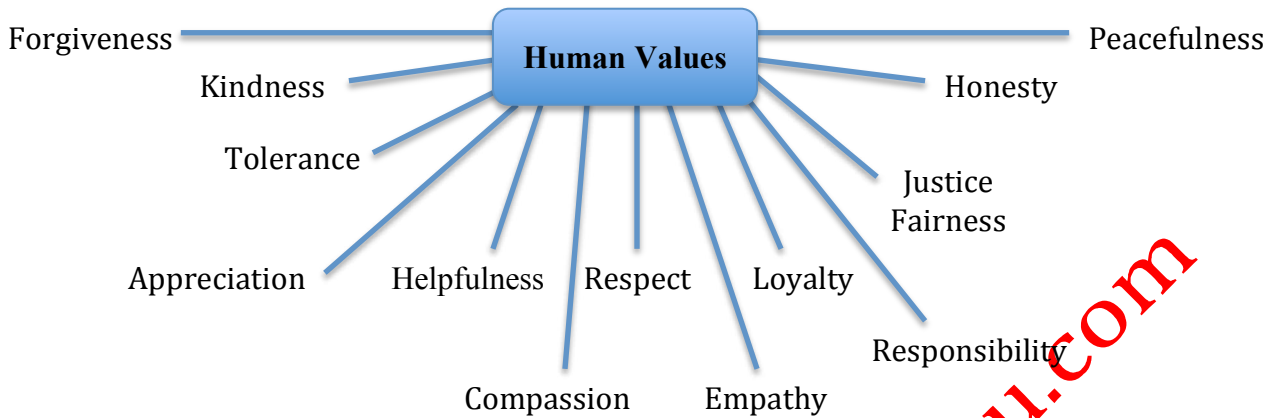 Human Values
Forgiveness
Peacefulness
Kindness
Honesty
Tolerance
Justice
Fairness
Appreciation
Helpfulness
Respect
Loyalty
Responsibility
Compassion
Empathy
u.com